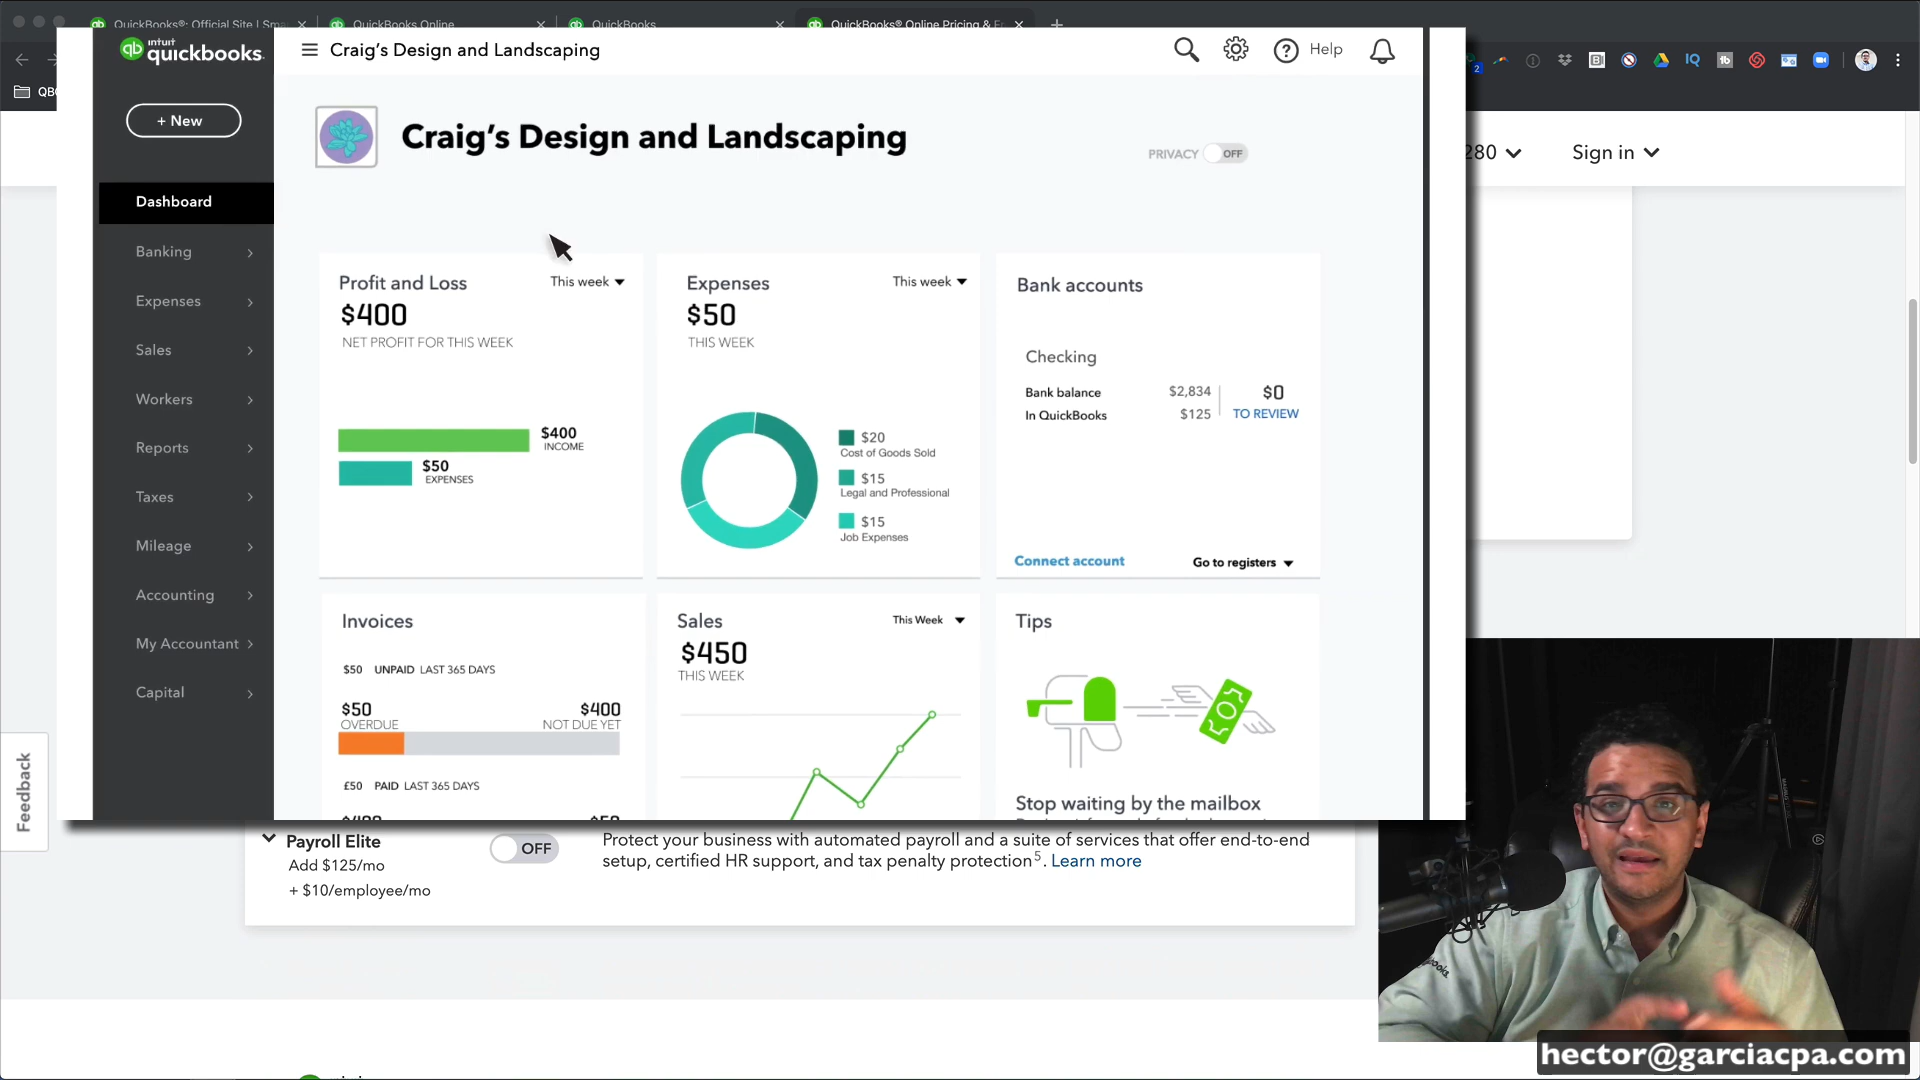 QuickBooks®: Official Site | Sma
QuickBooks Online
QuickBooks
QuickBooks® Online Pricing & F
intuit
quickbooks
Craig's Design and Landscaping
Help
+ New
Craig's Design and Landscaping
PRIVACY OFF
280
Sign in
Dashboard
Banking
Expenses
Sales
Workers
Reports
Taxes
Mileage
Accounting
My Accountant
Capital
Profit and Loss This week
$400
NET PROFIT FOR THIS WEEK
$400
INCOME
$50
EXPENSES
Expenses This week
$50
THIS WEEK
$20
Cost of Goods Sold
$15
Legal and Professional
$15
Job Expenses
Bank accounts
Checking
Bank balance $2,834 $0
In QuickBooks $125 TO REVIEW
Connect account Go to registers
Invoices
$50 UNPAID LAST 365 DAYS
$50 $400
OVERDUE NOT DUE YET
£50 PAID LAST 365 DAYS
Sales This Week
$450
THIS WEEK
Tips
Stop waiting by the mailbox
Feedback
Payroll Elite
Add $125/mo
+ $10/employee/mo
OFF
Protect your business with automated payroll and a suite of services that offer end-to-end
setup, certified HR support, and tax penalty protection5. Learn more
hector@garciacpa.com